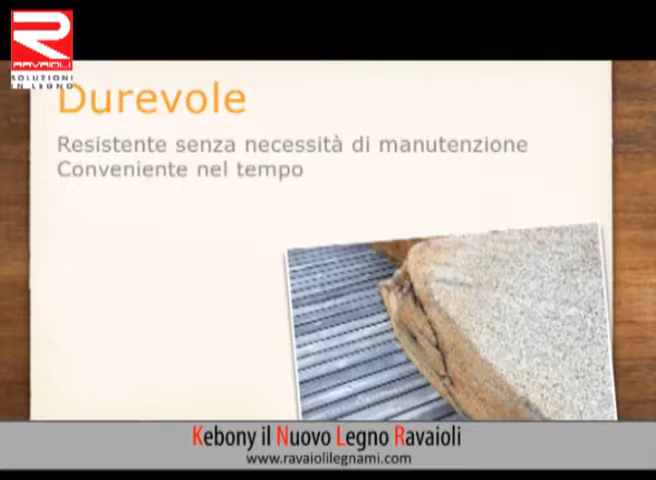 RAVAIOLI
SOLUZIONI
IN LEGNO
Durevole
Resistente senza necessità di manutenzione
Conveniente nel tempo
Kebony il Nuovo Legno Ravaioli
www.ravaiolilegnami.com